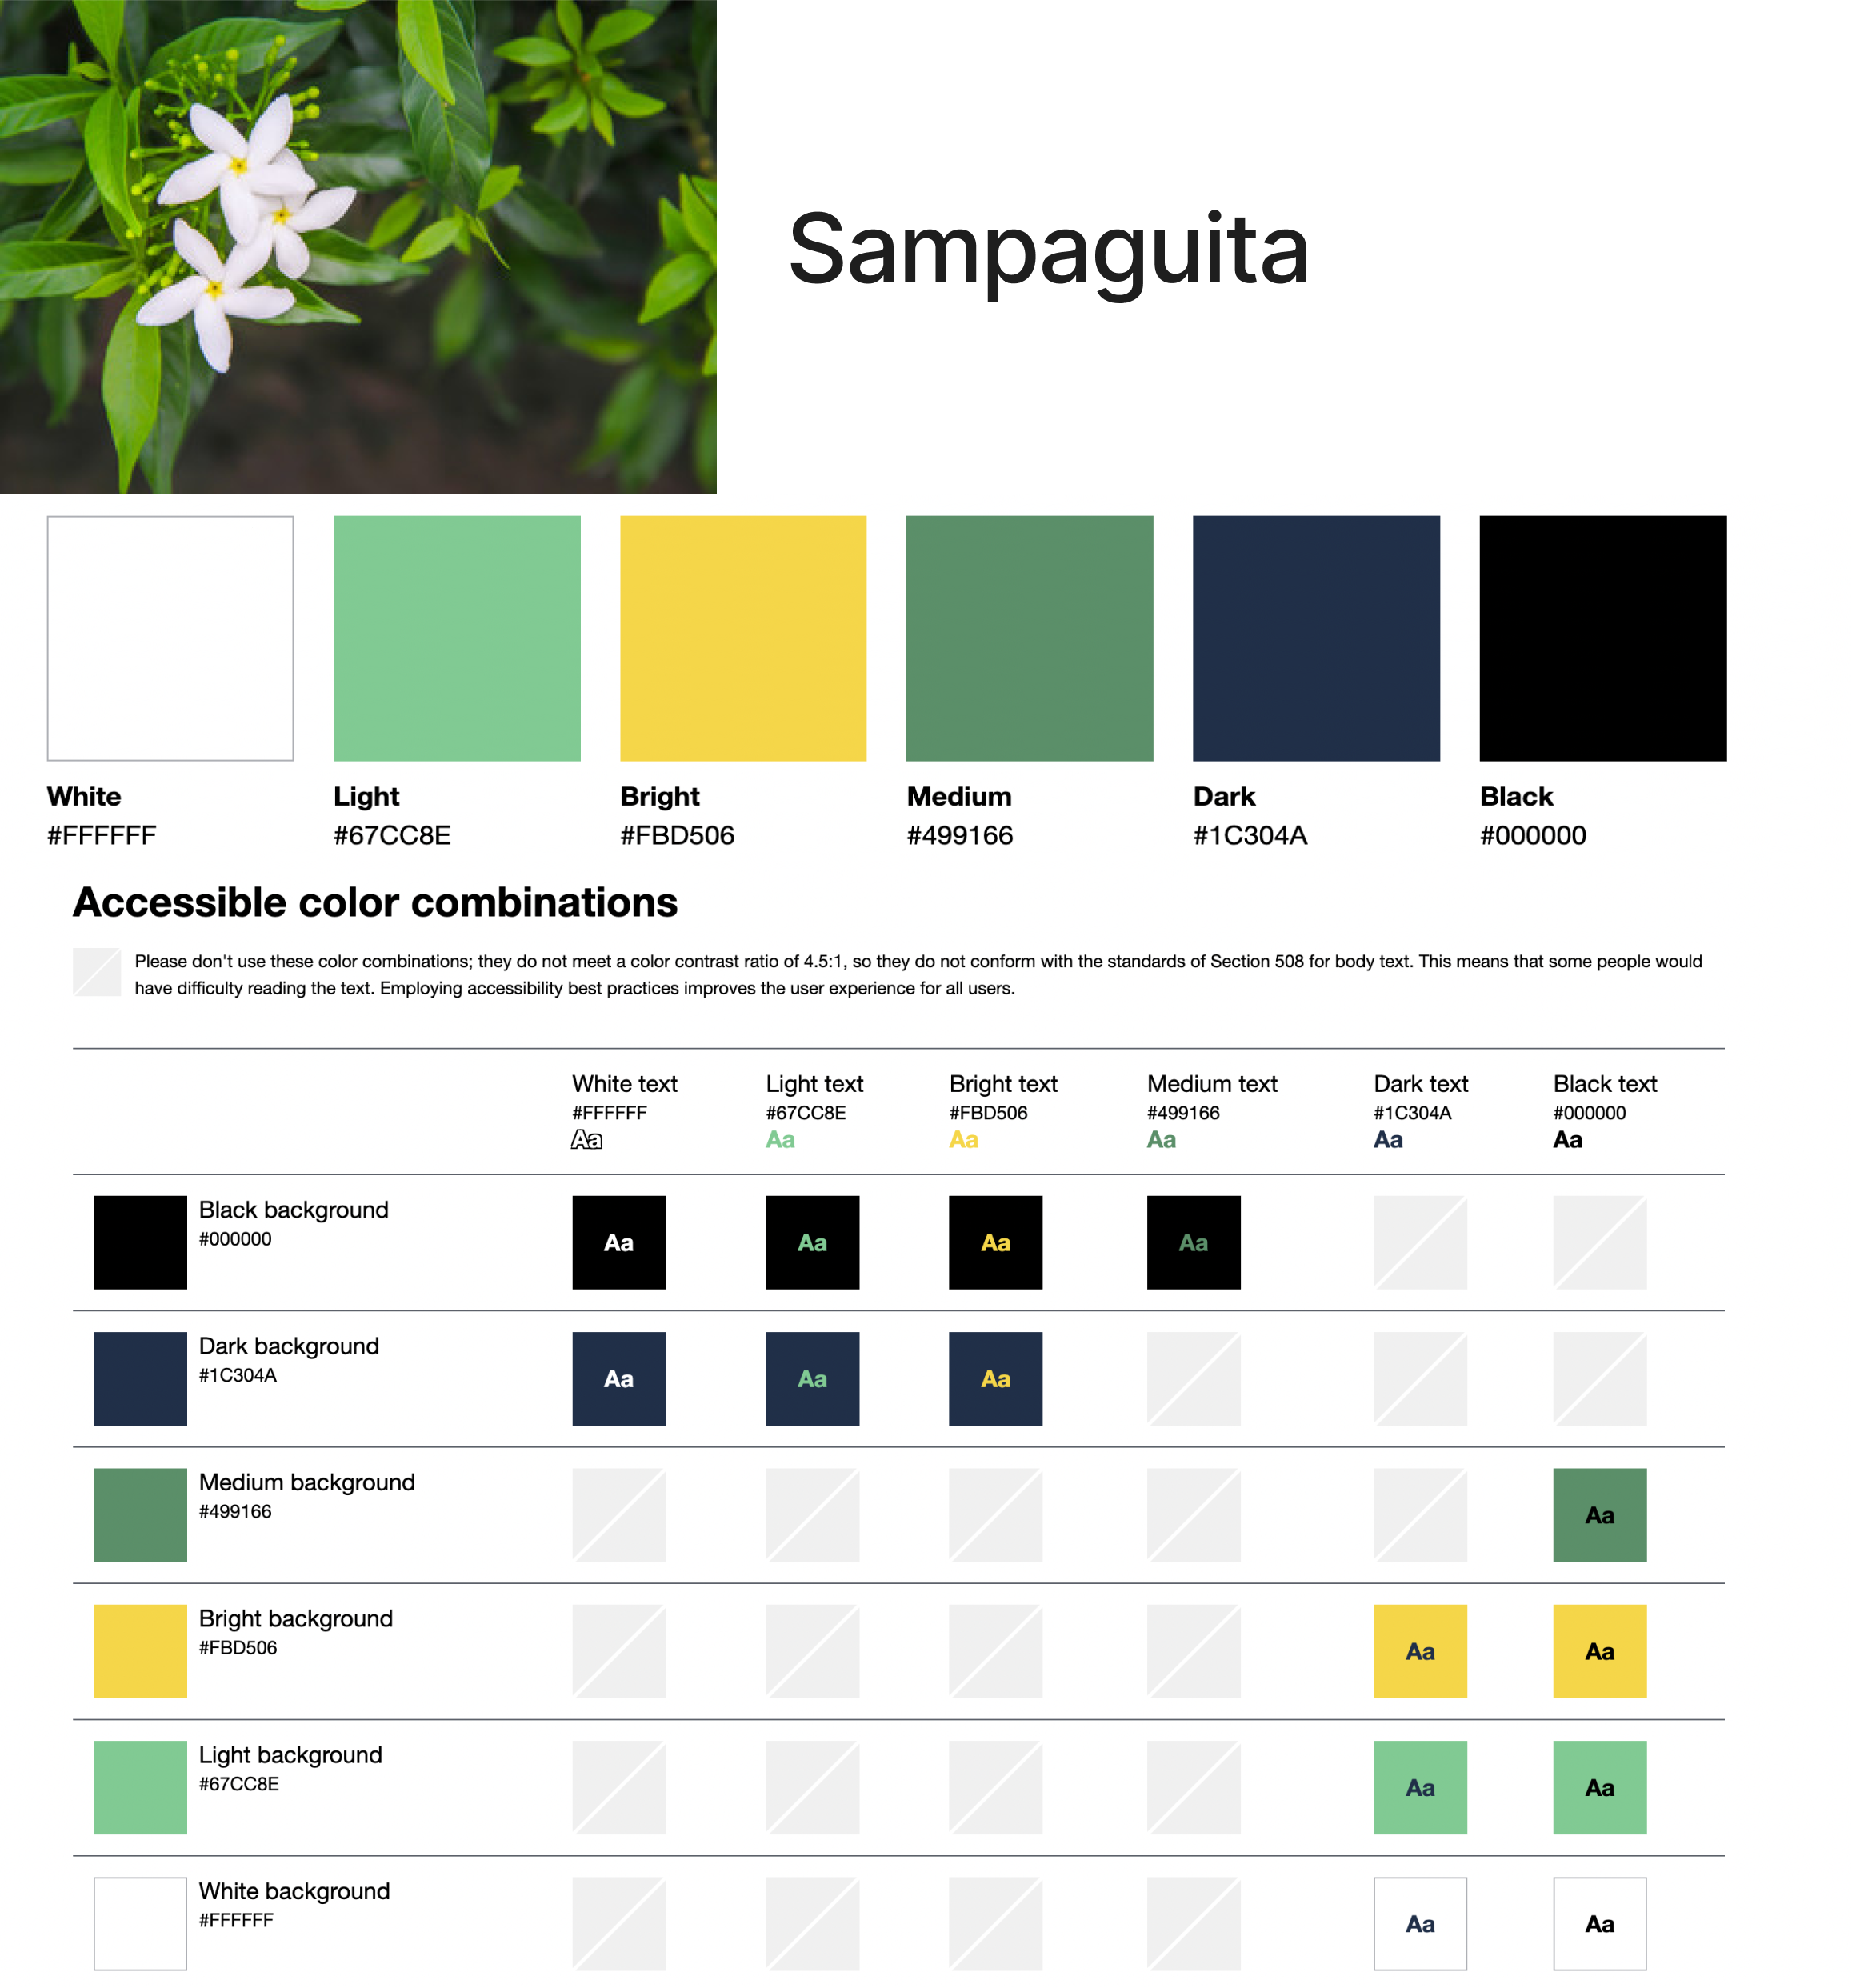 Sampaguita
White
#FFFFFF
Light
#67CC8E
Bright
#FBD506
Medium
#499166
Dark
#1C304A
Black
#000000
Accessible color combinations
Please don't use these color combinations; they do not meet a color contrast ratio of 4.5:1, so they do not conform with the standards of Section 508 for body text. This means that some people would
have difficulty reading the text. Employing accessibility best practices improves the user experience for all users.
White text
#FFFFFF
Aa
Light text
#67CC8E
Aa
Bright text
#FBD506
Aa
Medium text
#499166
Aa
Dark text
#1C304A
Aa
Black text
#000000
Aa
Black background
#000000
Aa Aa Aa Aa
Dark background
#1C304A
Aa Aa Aa
Medium background
#499166
Aa
Bright background
#FBD506
Aa Aa
Light background
#67CC8E
Aa Aa
White background
#FFFFFF
Aa Aa